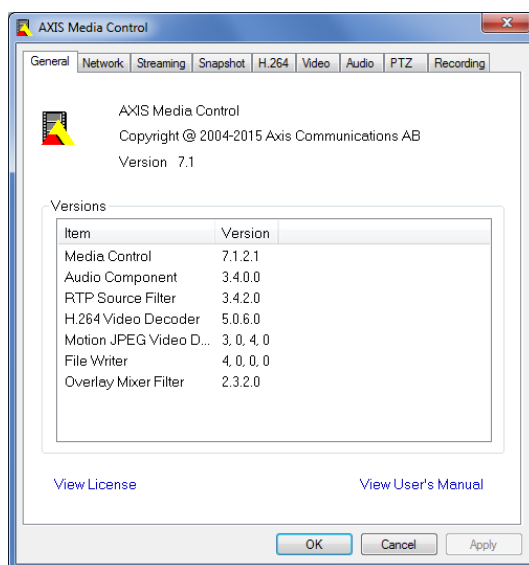 AXIS Media Control
General Network Streaming Snapshot H.264 Video Audio PTZ Recording
AXIS Media Control
Copyright @ 2004-2015 Axis Communications AB
Version 7.1
Versions
Item Version
Media Control 7.1.2.1
Audio Component 3.4.0.0
RTP Source Filter 3.4.2.0
H.264 Video Decoder 5.0.6.0
Motion JPEG Video D... 3, 0, 4, 0
File Writer 4, 0, 0, 0
Overlay Mixer Filter 2.3.2.0
View License View User's Manual
OK Cancel Apply